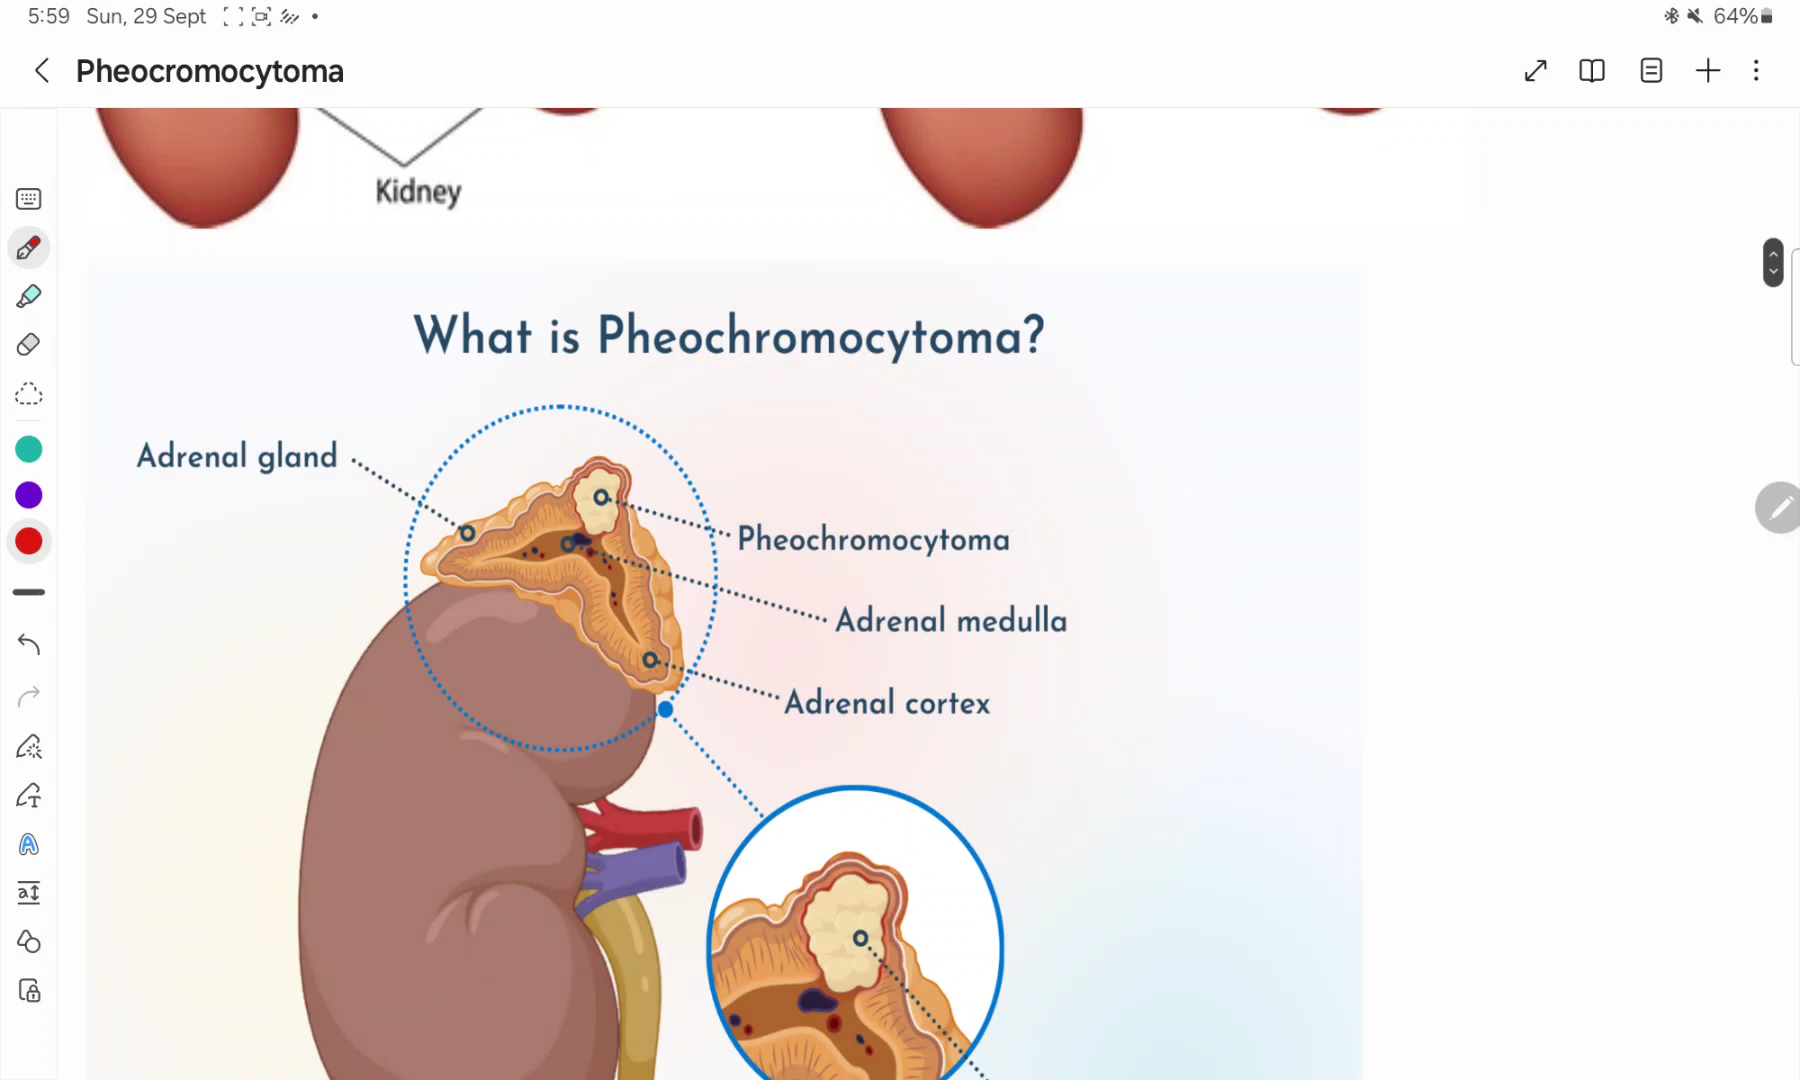 5:59 Sun, 29 Sept 64%
Pheocromocytoma
Kidney
What is Pheochromocytoma?
Adrenal gland
Pheochromocytoma
Adrenal medulla
Adrenal cortex